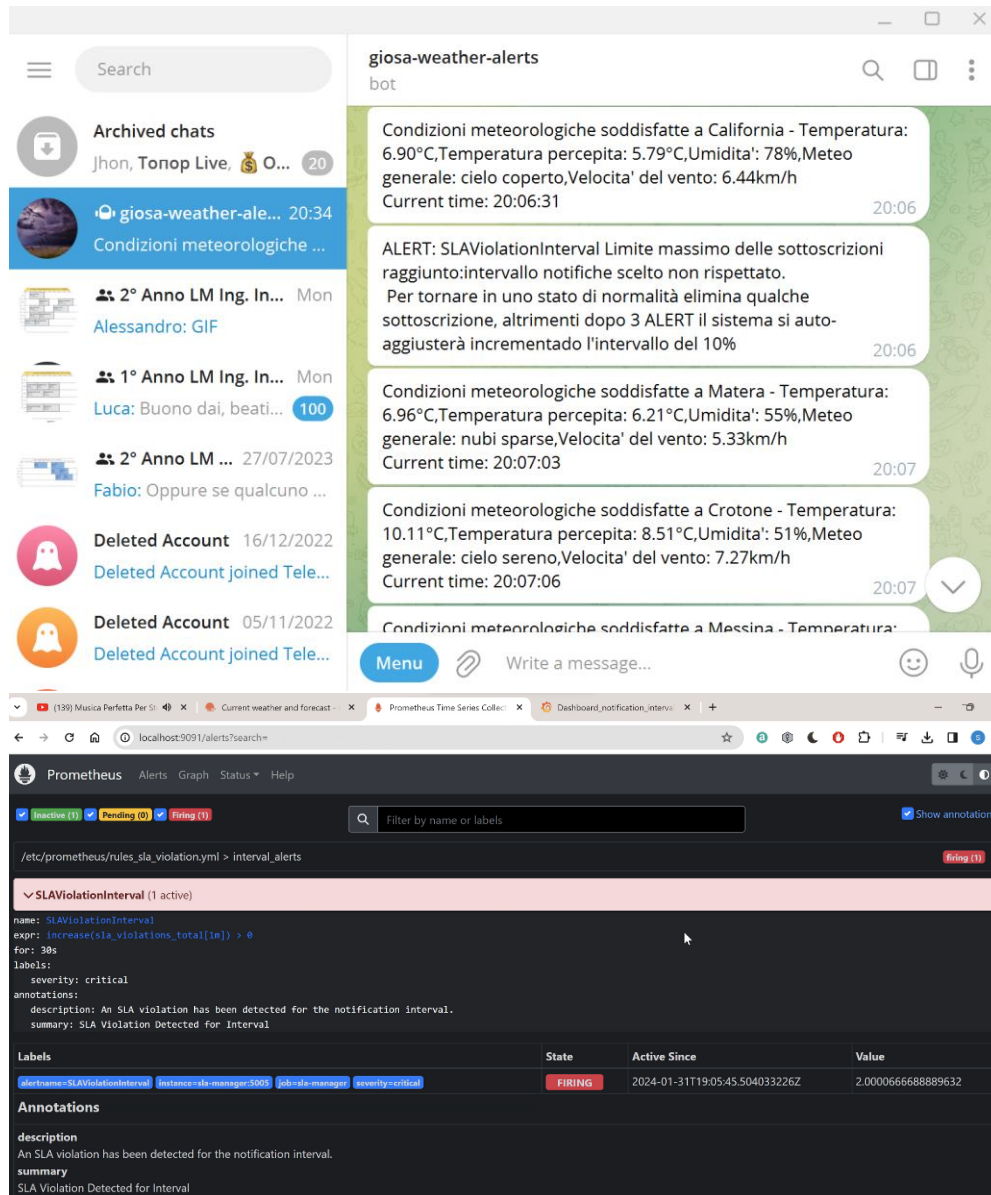 Search
Archived chats
Jhon, Топор Live, 💰 O... 20
giosa-weather-ale... 20:34
Condizioni meteorologiche ...
2° Anno LM Ing. In... Mon
Alessandro: GIF
1° Anno LM Ing. In... Mon
Luca: Buono dai, beati... 100
2° Anno LM ... 27/07/2023
Fabio: Oppure se qualcuno ...
Deleted Account 16/12/2022
Deleted Account joined Tele...
Deleted Account 05/11/2022
Deleted Account joined Tele...
giosa-weather-alerts
bot
Condizioni meteorologiche soddisfatte a California - Temperatura:
6.90°C,Temperatura percepita: 5.79°C,Umidita': 78%,Meteo
generale: cielo coperto,Velocita' del vento: 6.44km/h
Current time: 20:06:31
20:06
ALERT: SLAViolationInterval Limite massimo delle sottoscrizioni
raggiunto:intervallo notifiche scelto non rispettato.
Per tornare in uno stato di normalità elimina qualche
sottoscrizione, altrimenti dopo 3 ALERT il sistema si auto-
aggiusterà incrementado l'intervallo del 10%
20:06
Condizioni meteorologiche soddisfatte a Matera - Temperatura:
6.96°C,Temperatura percepita: 6.21°C,Umidita': 55%,Meteo
generale: nubi sparse,Velocita' del vento: 5.33km/h
Current time: 20:07:03
20:07
Condizioni meteorologiche soddisfatte a Crotone - Temperatura:
10.11°C,Temperatura percepita: 8.51°C,Umidita': 51%,Meteo
generale: cielo sereno,Velocita' del vento: 7.27km/h
Current time: 20:07:06
20:07
Condizioni meteorologiche soddisfatte a Messina - Temperatura:
Menu Write a message...
(139) Musica Perfetta Per St Current weather and forecast - Prometheus Time Series Collect Dashboard_notification_interva
localhost:9091/alerts?search=
Prometheus Alerts Graph Status Help
Inactive (1) Pending (0) Firing (1) Filter by name or labels Show annotation
/etc/prometheus/rules_sla_violation.yml > interval_alerts firing (1)
SLAViolationInterval (1 active)
name: SLAViolationInterval
expr: increase(sla_violations_total[1m]) > 0
for: 30s
labels:
severity: critical
annotations:
description: An SLA violation has been detected for the notification interval.
summary: SLA Violation Detected for Interval
Labels State Active Since Value
alertname=SLAViolationInterval instance=sla-manager:5005 job=sla-manager severity=critical FIRING 2024-01-31T19:05:45.504033226Z 2.0000666688889632
Annotations
description
An SLA violation has been detected for the notification interval.
summary
SLA Violation Detected for Interval